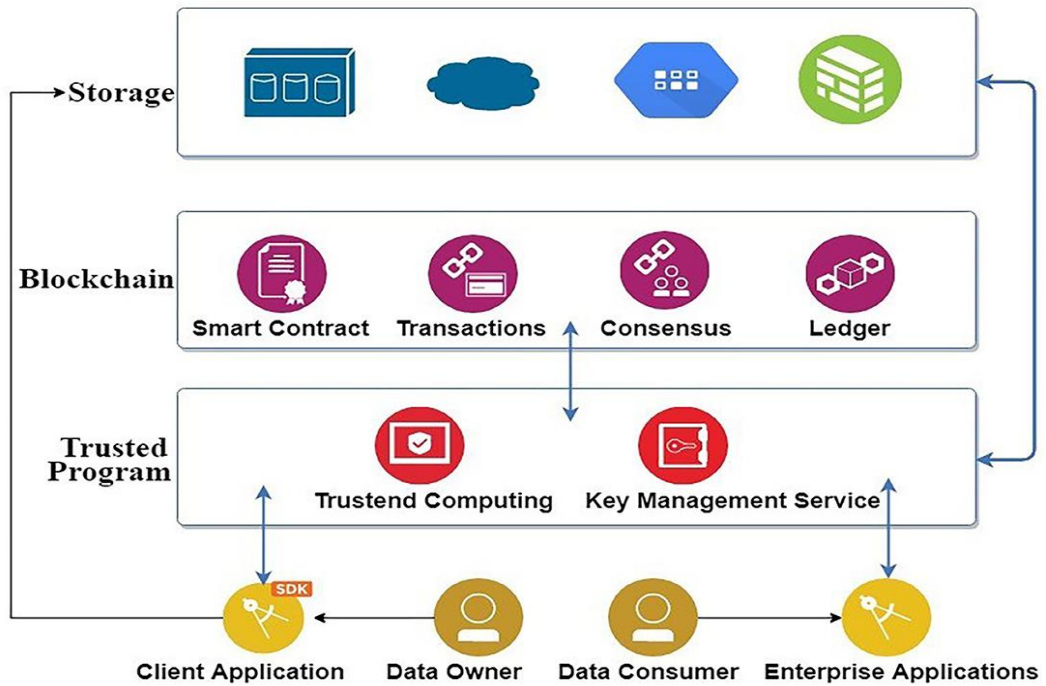 Storage
Blockchain
Smart Contract
Transactions
Consensus
Ledger
Trusted
Program
Trustend Computing
Key Management Service
SDK
Client Application
Data Owner
Data Consumer
Enterprise Applications